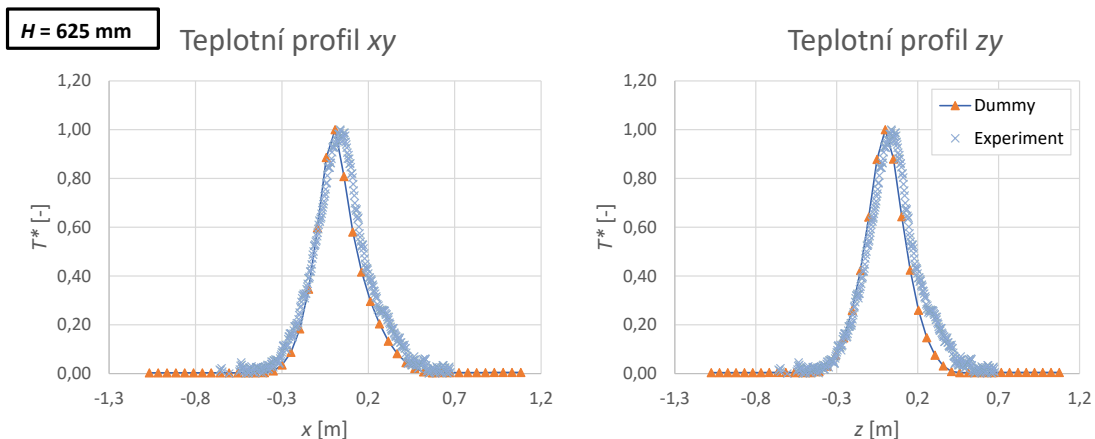 H = 625 mm
Teplotní profil xy
1,20
1,00
0,80
0,60
0,40
0,20
0,00
T* [-]
-1,3
-0,8
-0,3
0,2
0,7
1,2
x [m]
Teplotní profil zy
1,20
1,00
0,80
0,60
0,40
0,20
0,00
T* [-]
Dummy
Experiment
-1,3
-0,8
-0,3
0,2
0,7
1,2
z [m]